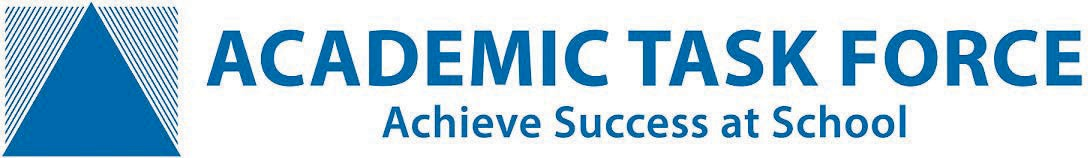 ACADEMIC TASK FORCE
Achieve Success at School